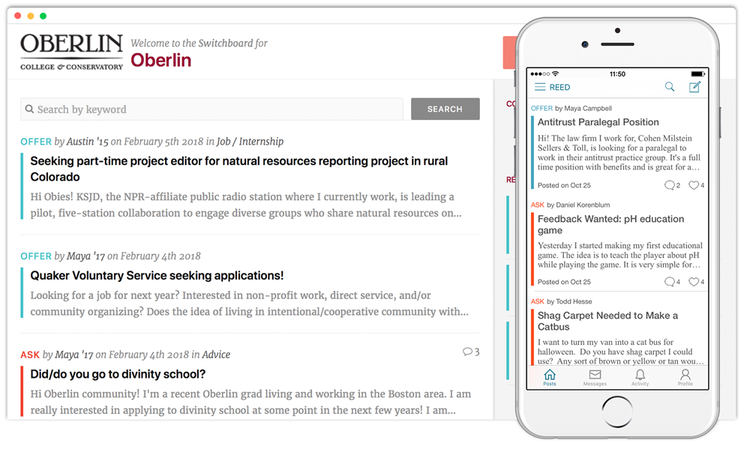 OBERLIN
COLLEGE & CONSERVATORY
Welcome to the Switchboard for
Oberlin
Search by keyword
SEARCH
OFFER by Austin '15 on February 5th 2018 in Job / Internship
Seeking part-time project editor for natural resources reporting project in rural
Colorado
Hi Obies! KSJD, the NPR-affiliate public radio station where I currently work, is leading a
pilot, five-station collaboration to engage diverse groups who share natural resources on...
OFFER by Maya '17 on February 4th 2018
Quaker Voluntary Service seeking applications!
Looking for a job for next year? Interested in non-profit work, direct service, and/or
community organizing? Does the idea of living in intentional/cooperative community with...
ASK by Maya '17 on February 4th 2018 in Advice
3
Did/do you go to divinity school?
Hi Oberlin community! I'm a recent Oberlin grad living and working in the Boston area. I am
really interested in applying to divinity school at some point in the next few years! I am...
CO
RE
11:50
REED
OFFER by Maya Campbell
Antitrust Paralegal Position
Hi! The law firm I work for, Cohen Milstein
Sellers & Toll, is looking for a paralegal to
work in their antitrust practice group. It's a full
time position with benefits and is great for a...
Posted on Oct 25
2
4
ASK by Daniel Korenblum
Feedback Wanted: pH education
game
Yesterday I started making my first educational
game. The idea is to teach the player about pH
while playing the game. It is very simple for...
Posted on Oct 25
4
4
ASK by Todd Hesse
Shag Carpet Needed to Make a
Catbus
I want to turn my van into a cat bus for
halloween. Do you have shag carpet I could
use? Any sort of brown or yellow or tan wou...
Posts
Messages
Activity
Profile